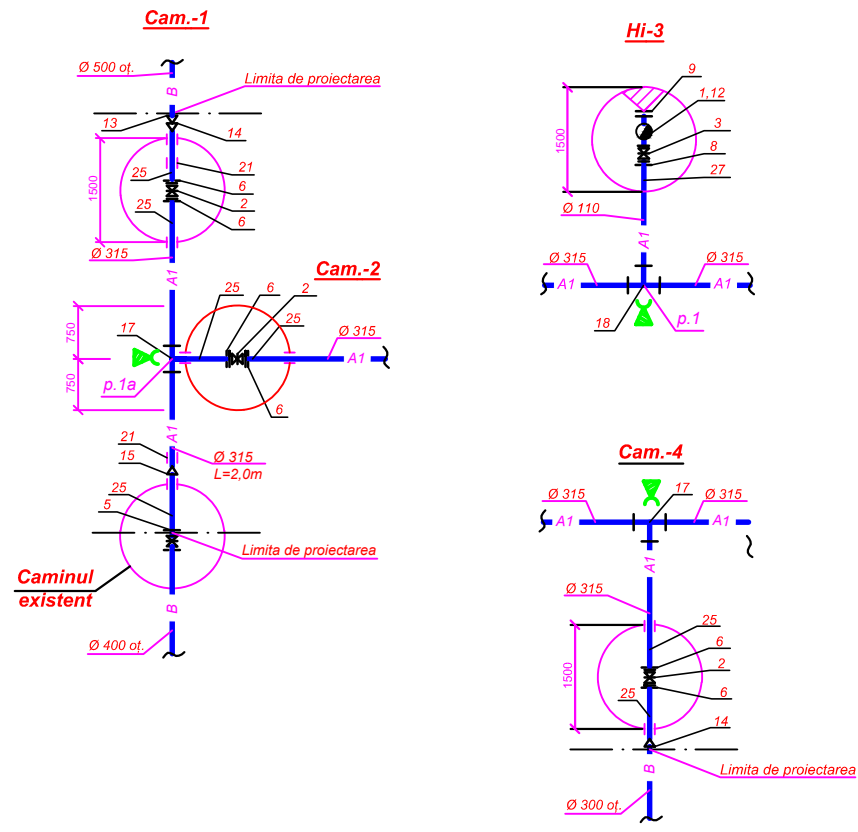 Cam.-1
Ø 500 oț.
B
Limita de proiectarea
13
14
21
25
6
1500
2
25
6
Ø 315
A1
Cam.-2
25
6
2
25
750
17
Ø 315
A1
p.1a
750
6
A1
21
Ø 315
15
L=2,0m
25
5
Limita de proiectarea
Caminul
existent
B
Ø 400 oț.
Hi-3
9
1,12
3
1500
8
27
Ø 110
A1
Ø 315
Ø 315
A1
A1
18
p.1
Cam.-4
17
Ø 315
Ø 315
A1
A1
A1
Ø 315
25
6
1500
2
25
6
14
B
Limita de proiectarea
Ø 300 oț.